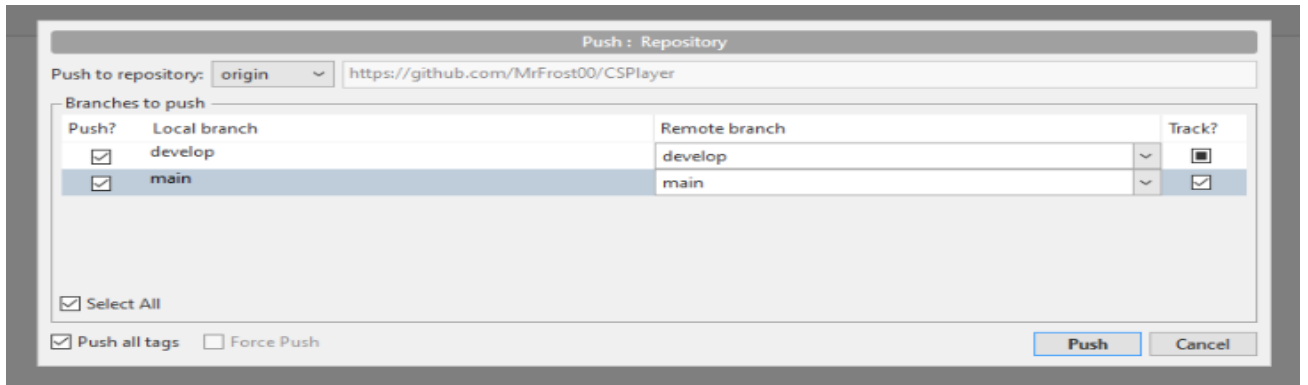 Push : Repository
Push to repository: origin https://github.com/MrFrost00/CSPlayer
Branches to push
Push? Local branch Remote branch Track?
develop develop
main main
Select All
Push all tags Force Push Push Cancel